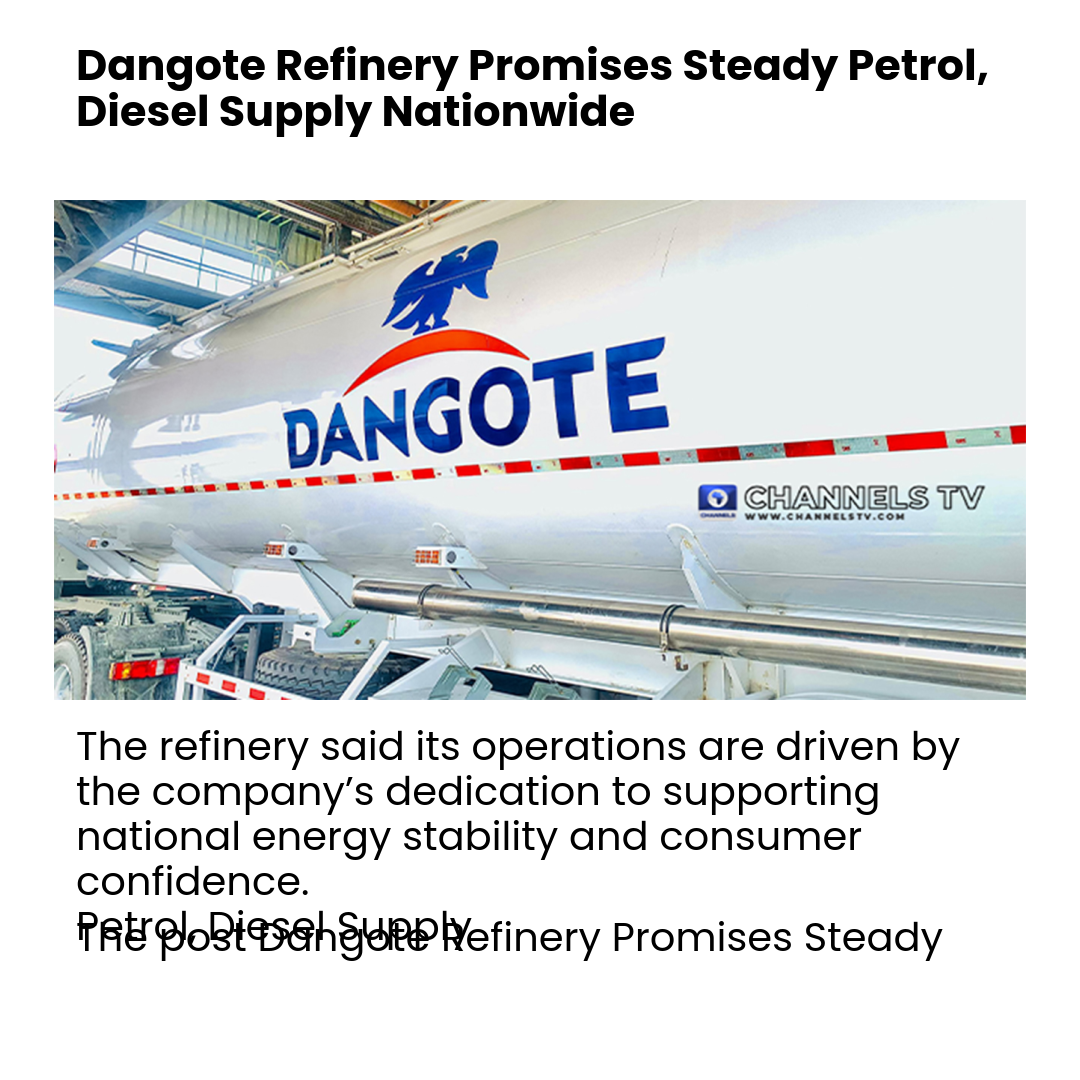 Dangote Refinery Promises Steady Petrol,
Diesel Supply Nationwide
DANGOTE
CHANNELS TV
CHANNELS
WWW.CHANNELSTV.COM
The refinery said its operations are driven by
the company’s dedication to supporting
national energy stability and consumer
confidence.
Petrol, Diesel Supply
The post Dangote Refinery Promises Steady